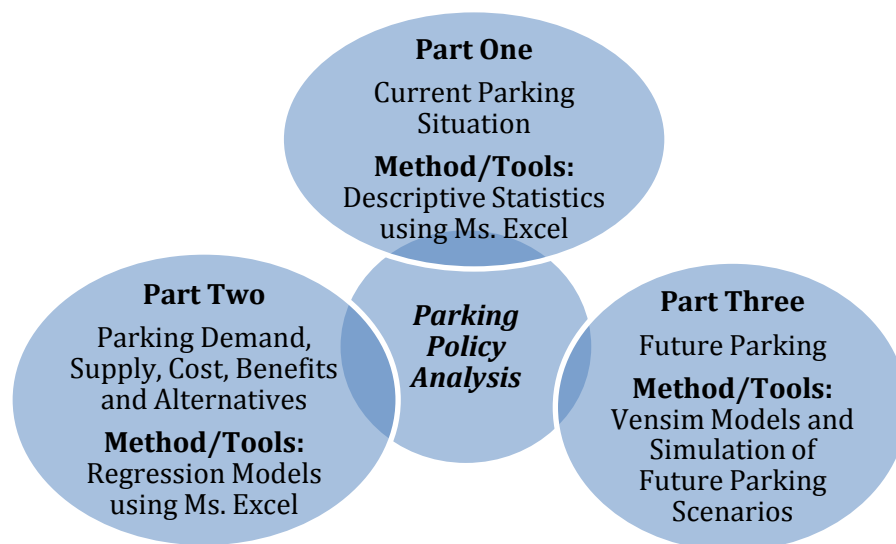 Part One
Current Parking
Situation
Method/Tools:
Descriptive Statistics
using Ms. Excel
Parking
Policy
Analysis
Part Two
Parking Demand,
Supply, Cost, Benefits
and Alternatives
Method/Tools:
Regression Models
using Ms. Excel
Part Three
Future Parking
Method/Tools:
Vensim Models and
Simulation of
Future Parking
Scenarios